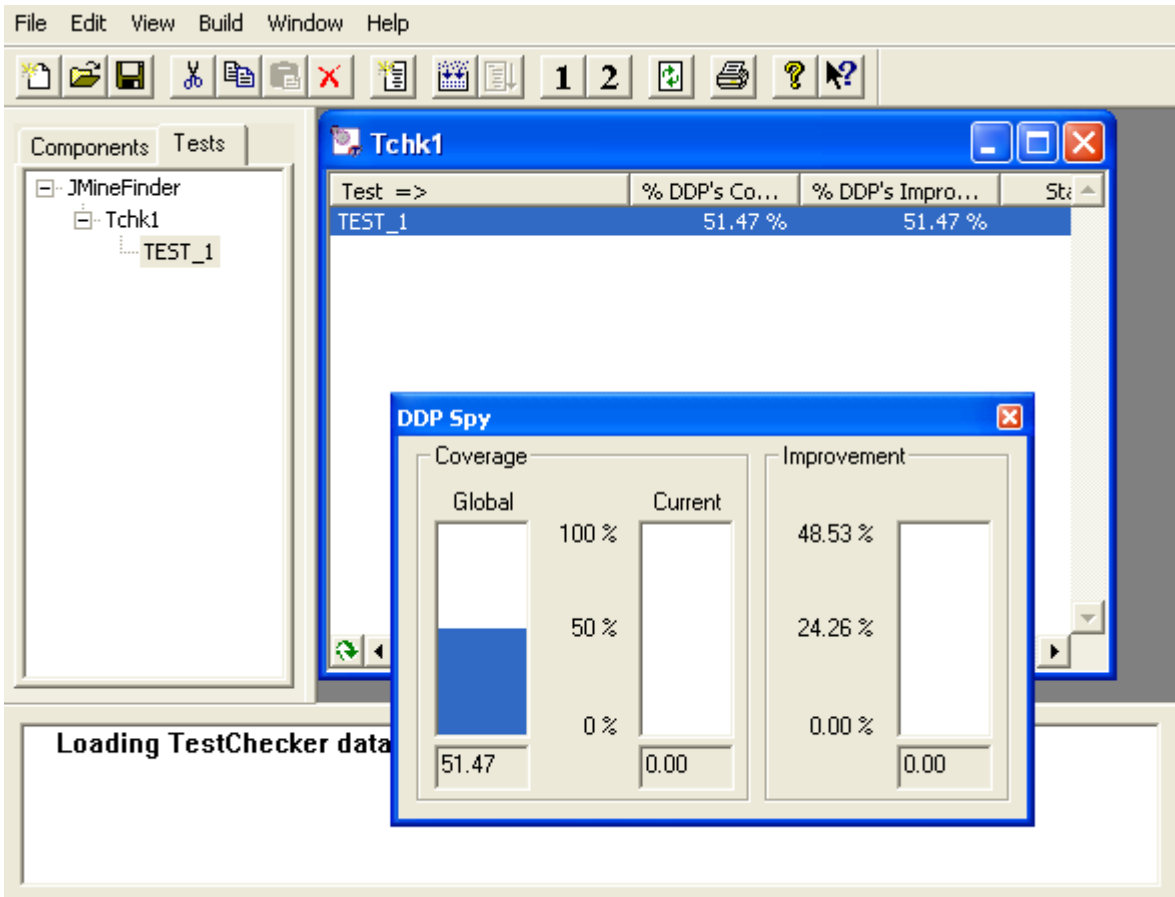 File Edit View Build Window Help
1 2
Components Tests
JMineFinder
Tchk1
TEST_1
Tchk1
Test => % DDP's Co... % DDP's Impro... Sta
TEST_1 51.47 % 51.47 %
DDP Spy
Coverage
Global Current
100 %
50 %
0 %
51.47 0.00
Improvement
48.53 %
24.26 %
0.00 %
0.00
Loading TestChecker data